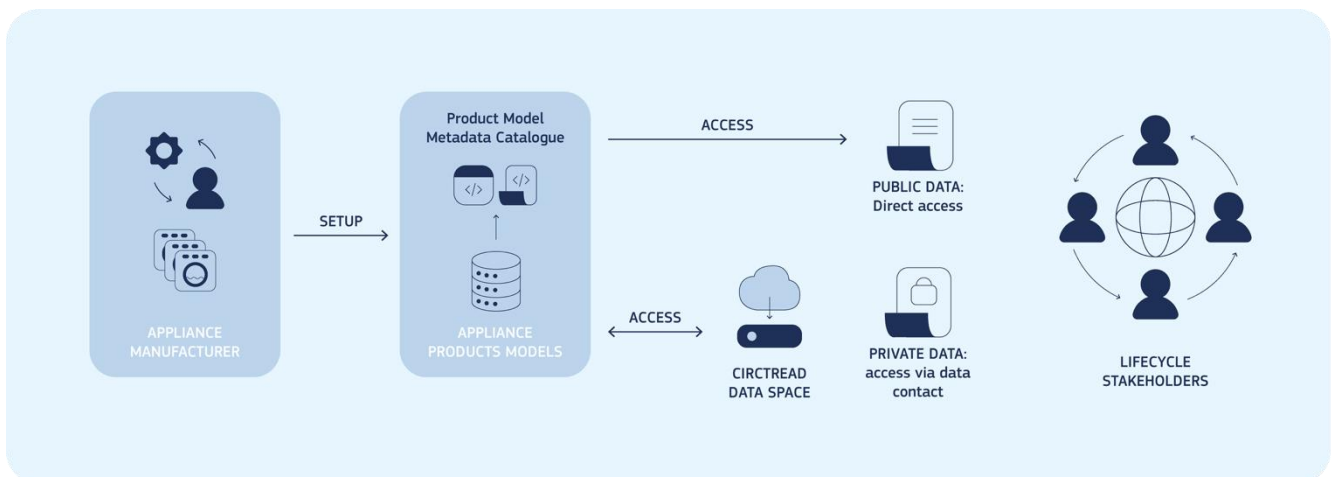 APPLIANCE
MANUFACTURER
SETUP
Product Model
Metadata Catalogue
</>
</>
APPLIANCE
PRODUCTS MODELS
ACCESS
PUBLIC DATA:
Direct access
ACCESS
CIRCTREAD
DATA SPACE
PRIVATE DATA:
access via data
contact
LIFECYCLE
STAKEHOLDERS